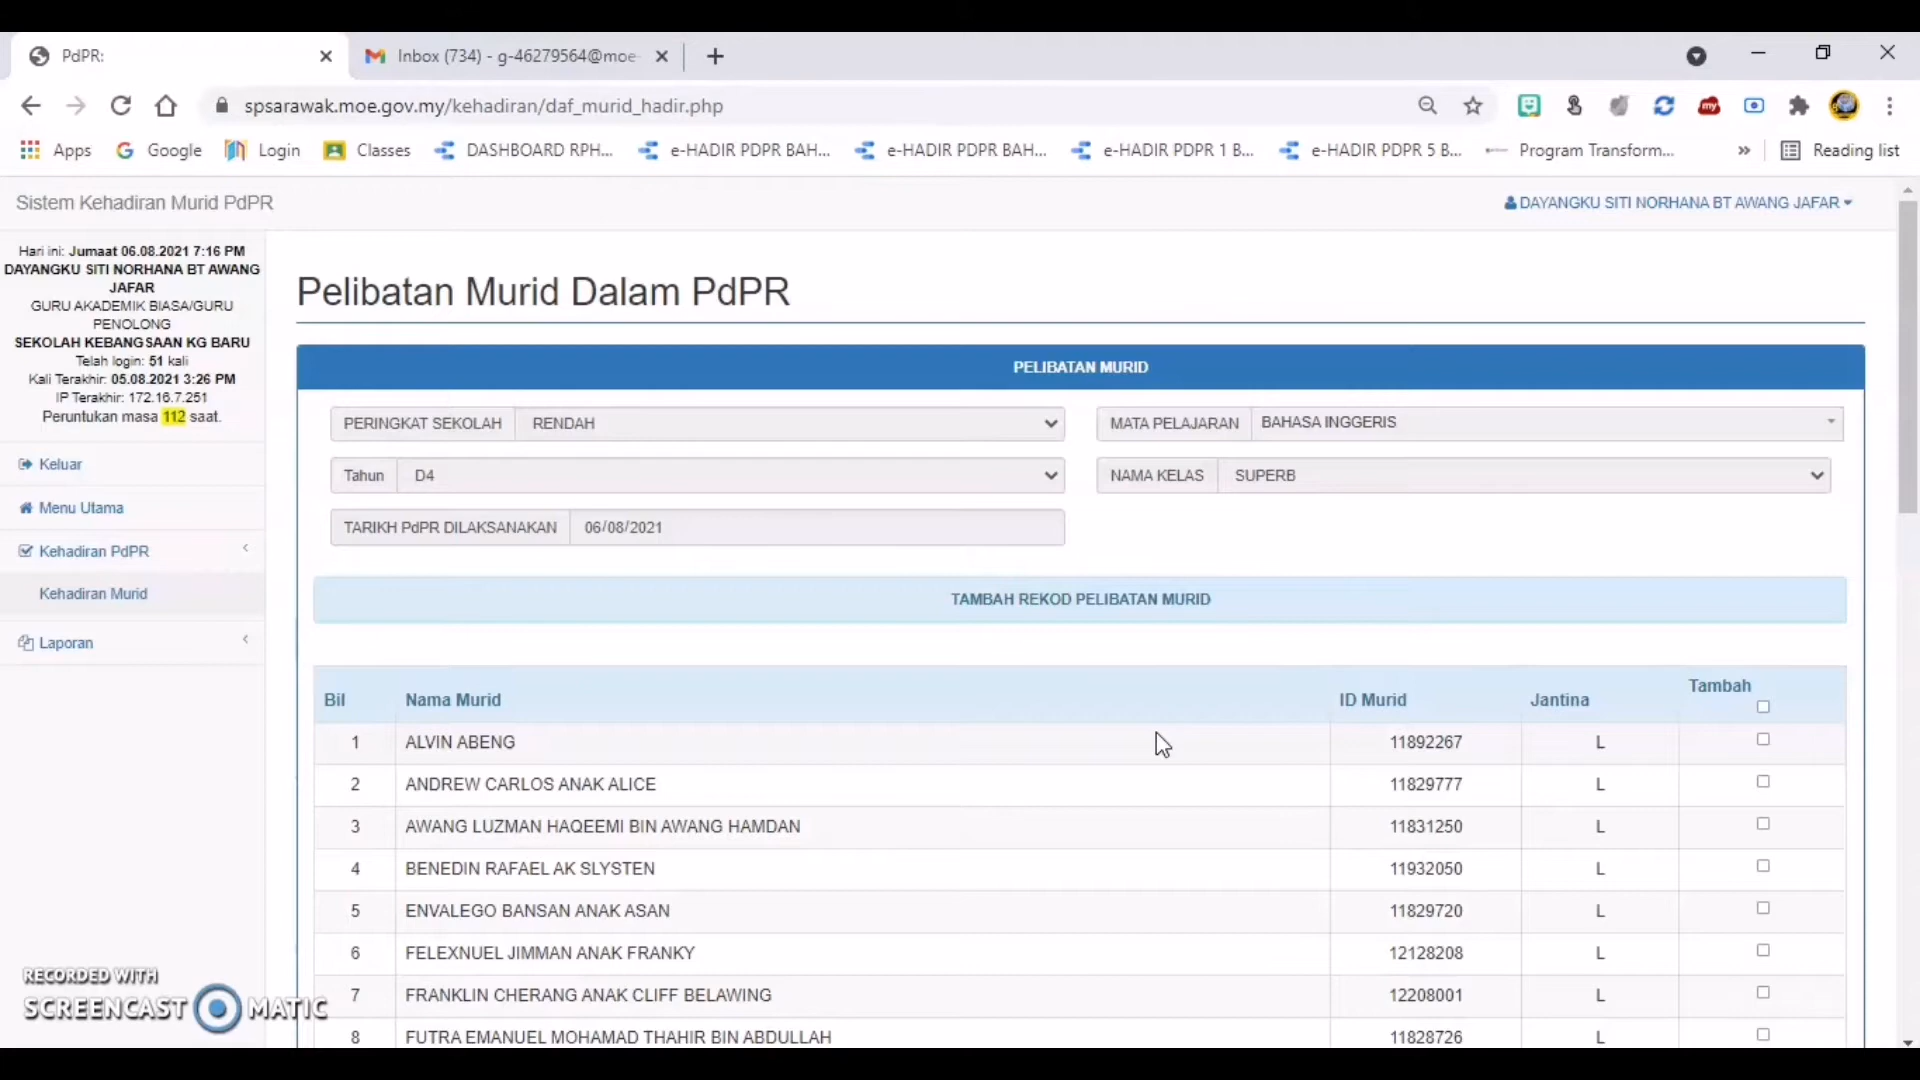 PdPR:
Inbox (734) - g-46279564@moe
spsarawak.moe.gov.my/kehadiran/daf_murid_hadir.php
my
Apps
Google
Login
Classes
DASHBOARD RPH...
e-HADIR PDPR BAH...
e-HADIR PDPR BAH...
e-HADIR PDPR 1 B...
e-HADIR PDPR 5 B...
Program Transform...
»
Reading list
Sistem Kehadiran Murid PdPR
DAYANGKU SITI NORHANA BT AWANG JAFAR
Hari ini: Jumaat 06.08.2021 7:16 PM
DAYANGKU SITI NORHANA BT AWANG
JAFAR
GURU AKADEMIK BIASA/GURU
PENOLONG
SEKOLAH KEBANGSAAN KG BARU
Telah login: 51 kali
Kali Terakhir: 05.08.2021 3:26 PM
IP Terakhir: 172.16.7.251
Peruntukan masa 112 saat.
Keluar
Menu Utama
Kehadiran PdPR
Kehadiran Murid
Laporan
Pelibatan Murid Dalam PdPR
PELIBATAN MURID
PERINGKAT SEKOLAH RENDAH
MATA PELAJARAN BAHASA INGGERIS
Tahun D4
NAMA KELAS SUPERB
TARIKH PdPR DILAKSANAKAN 06/08/2021
TAMBAH REKOD PELIBATAN MURID
Bil Nama Murid ID Murid Jantina Tambah
1 ALVIN ABENG 11892267 L
2 ANDREW CARLOS ANAK ALICE 11829777 L
3 AWANG LUZMAN HAQEEMI BIN AWANG HAMDAN 11831250 L
4 BENEDIN RAFAEL AK SLYSTEN 11932050 L
5 ENVALEGO BANSAN ANAK ASAN 11829720 L
6 FELEXNUEL JIMMAN ANAK FRANKY 12128208 L
7 FRANKLIN CHERANG ANAK CLIFF BELAWING 12208001 L
8 FUTRA EMANUEL MOHAMAD THAHIR BIN ABDULLAH 11828726 L
RECORDED WITH
SCREENCAST MATIC